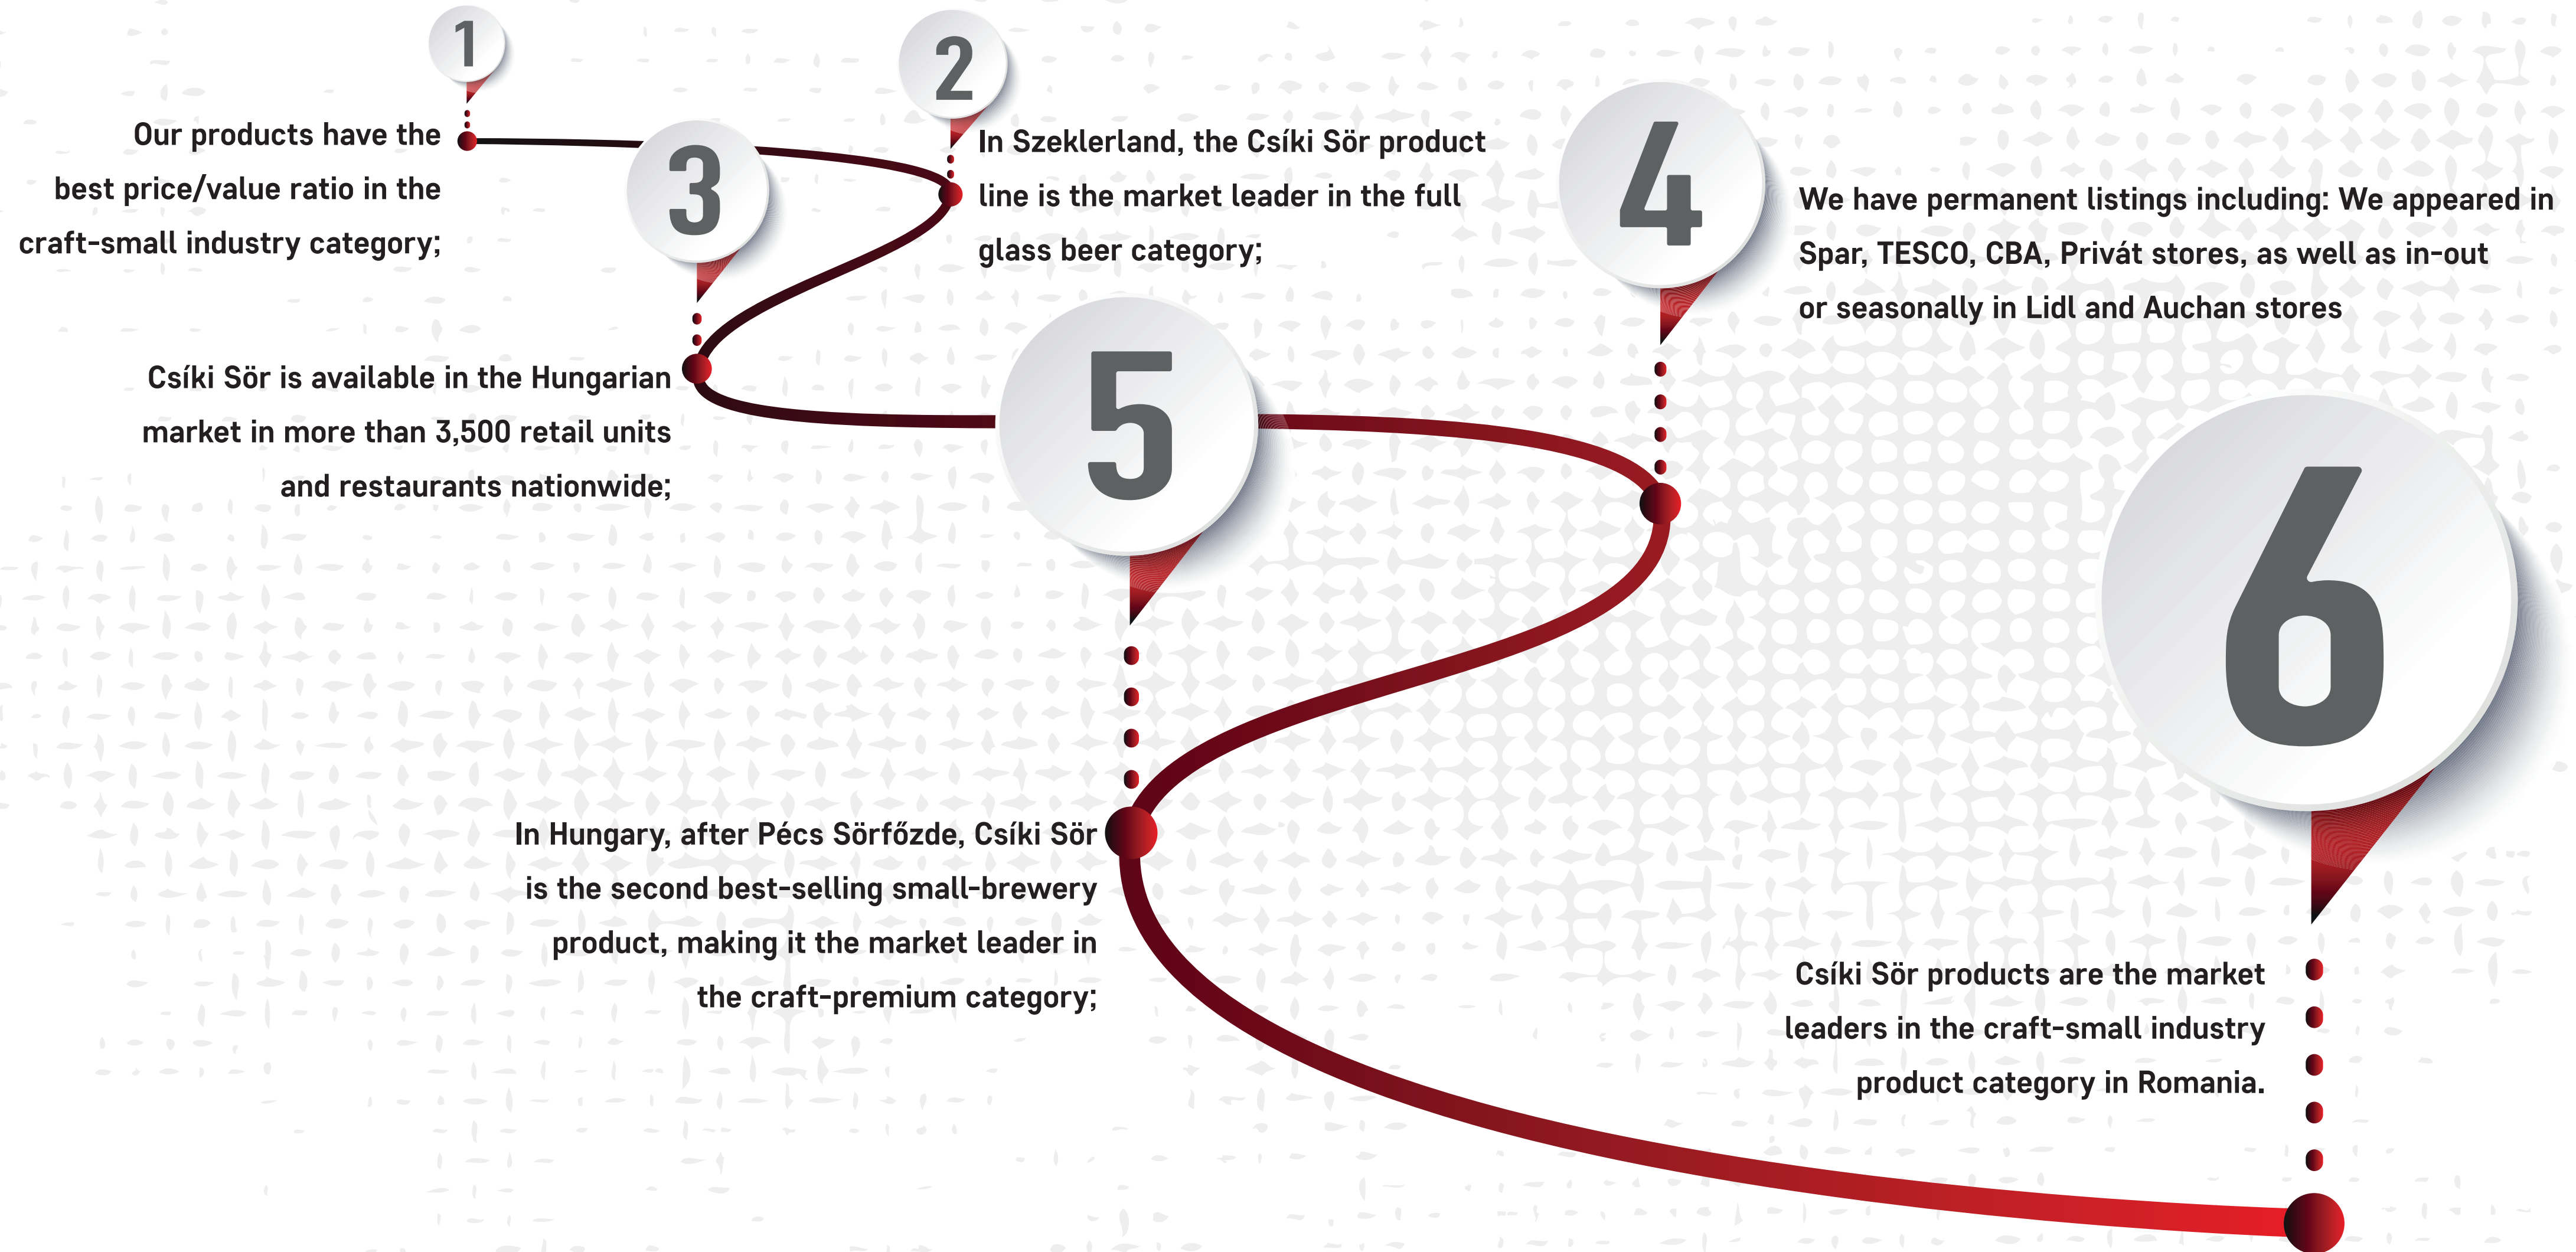 1
Our products have the
best price/value ratio in the
craft-small industry category;
2
In Szeklerland, the Csíki Sör product
line is the market leader in the full
glass beer category;
3
Csíki Sör is available in the Hungarian
market in more than 3,500 retail units
and restaurants nationwide;
4
We have permanent listings including: We appeared in
Spar, TESCO, CBA, Privát stores, as well as in-out
or seasonally in Lidl and Auchan stores
5
In Hungary, after Pécs Sörfőzde, Csíki Sör
is the second best-selling small-brewery
product, making it the market leader in
the craft-premium category;
6
Csíki Sör products are the market
leaders in the craft-small industry
product category in Romania.